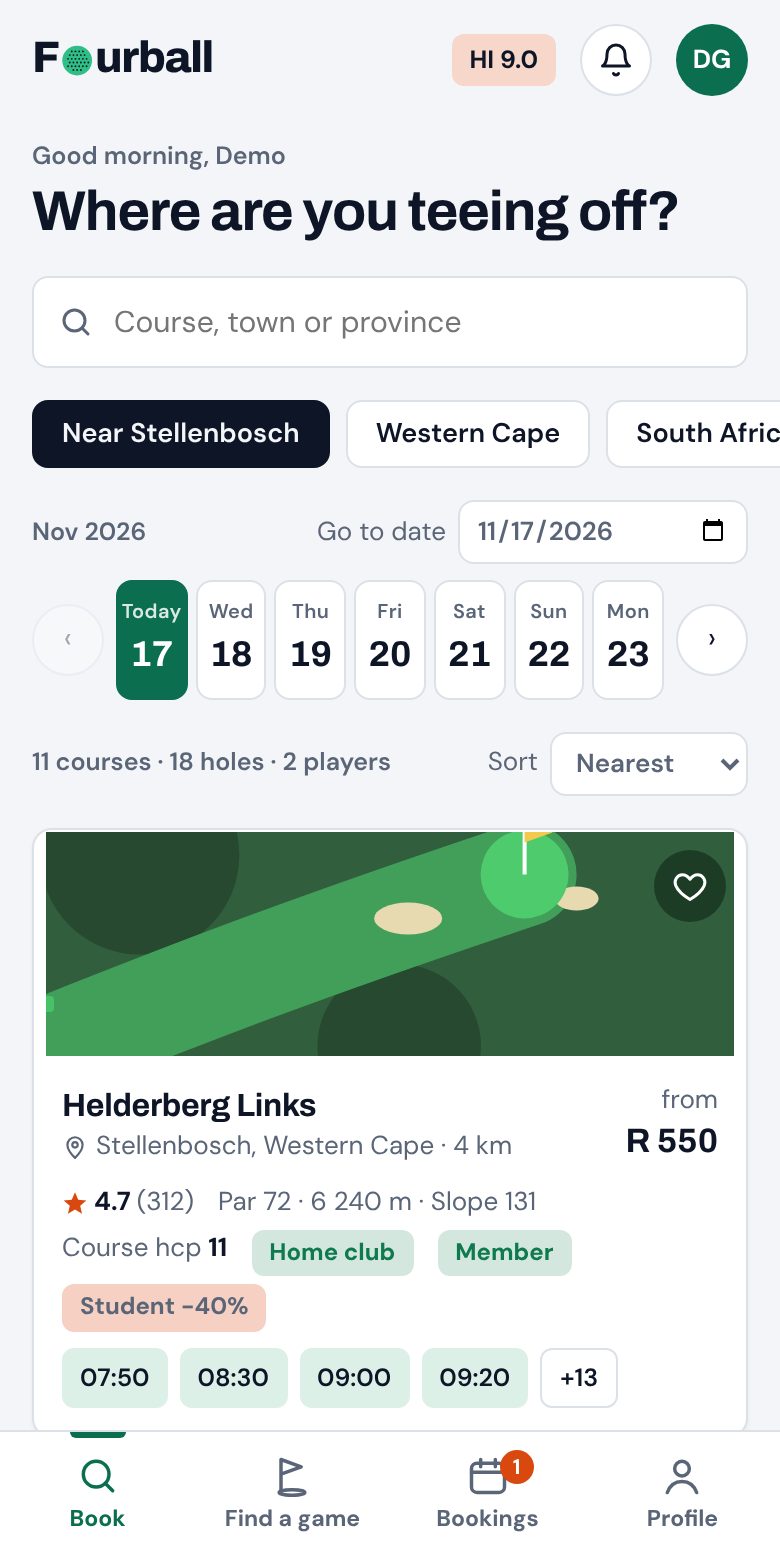 Fourball
HI 9.0
DG
Good morning, Demo
Where are you teeing off?
Course, town or province
Near Stellenbosch
Western Cape
South Afric
Nov 2026
Go to date
11/17/2026
‹
Today
17
Wed
18
Thu
19
Fri
20
Sat
21
Sun
22
Mon
23
›
11 courses · 18 holes · 2 players
Sort
Nearest
Helderberg Links
from
Stellenbosch, Western Cape · 4 km
R 550
4.7 (312) Par 72 · 6 240 m · Slope 131
Course hcp 11 Home club Member
Student −40%
07:50 08:30 09:00 09:20 +13
1
Book
Find a game
Bookings
Profile